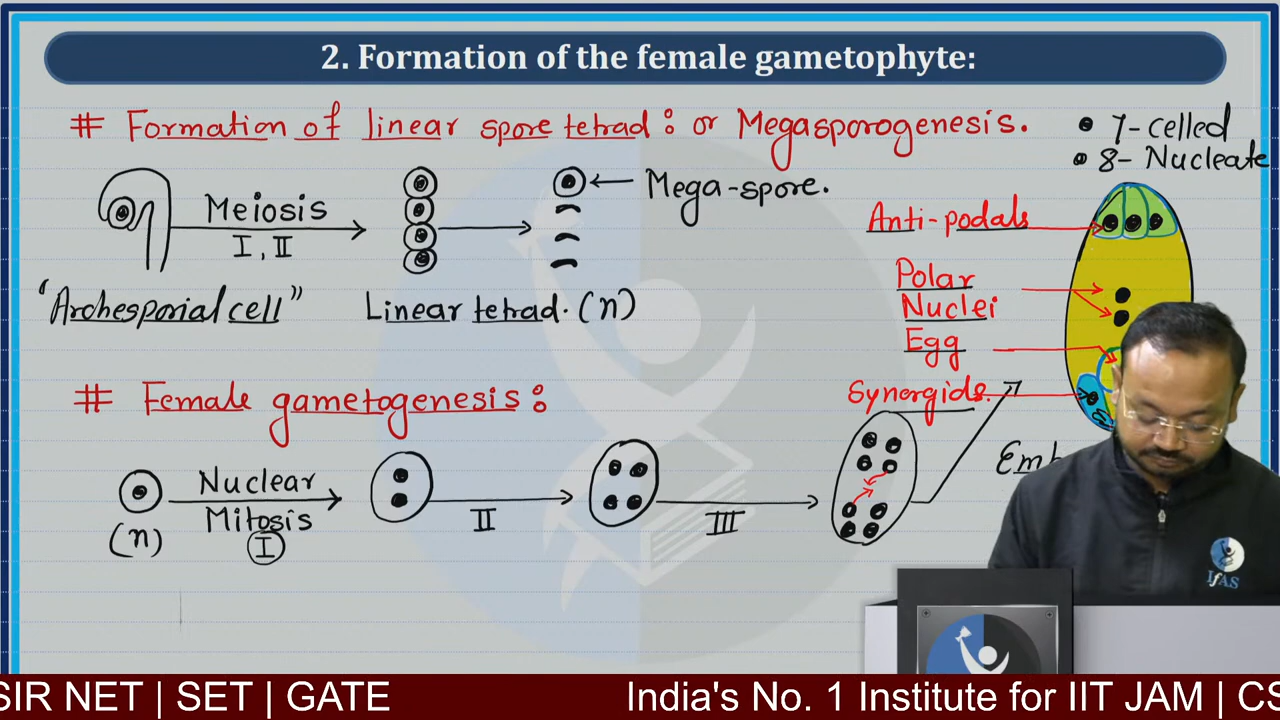 2. Formation of the female gametophyte:
# Formation of linear spore tetrad: or Megasporogenesis.
• 7-celled
• 8-Nucleate
Meiosis
I, II
Mega-spore.
"Archesporial cell"
Linear tetrad. (n)
Anti-podals
Polar
Nuclei
Egg
Synergids.
# Female gametogenesis:
Nuclear
Mitosis
I
(n)
II
III
IfAS
SIR NET | SET | GATE
India's No. 1 Institute for IIT JAM | CS